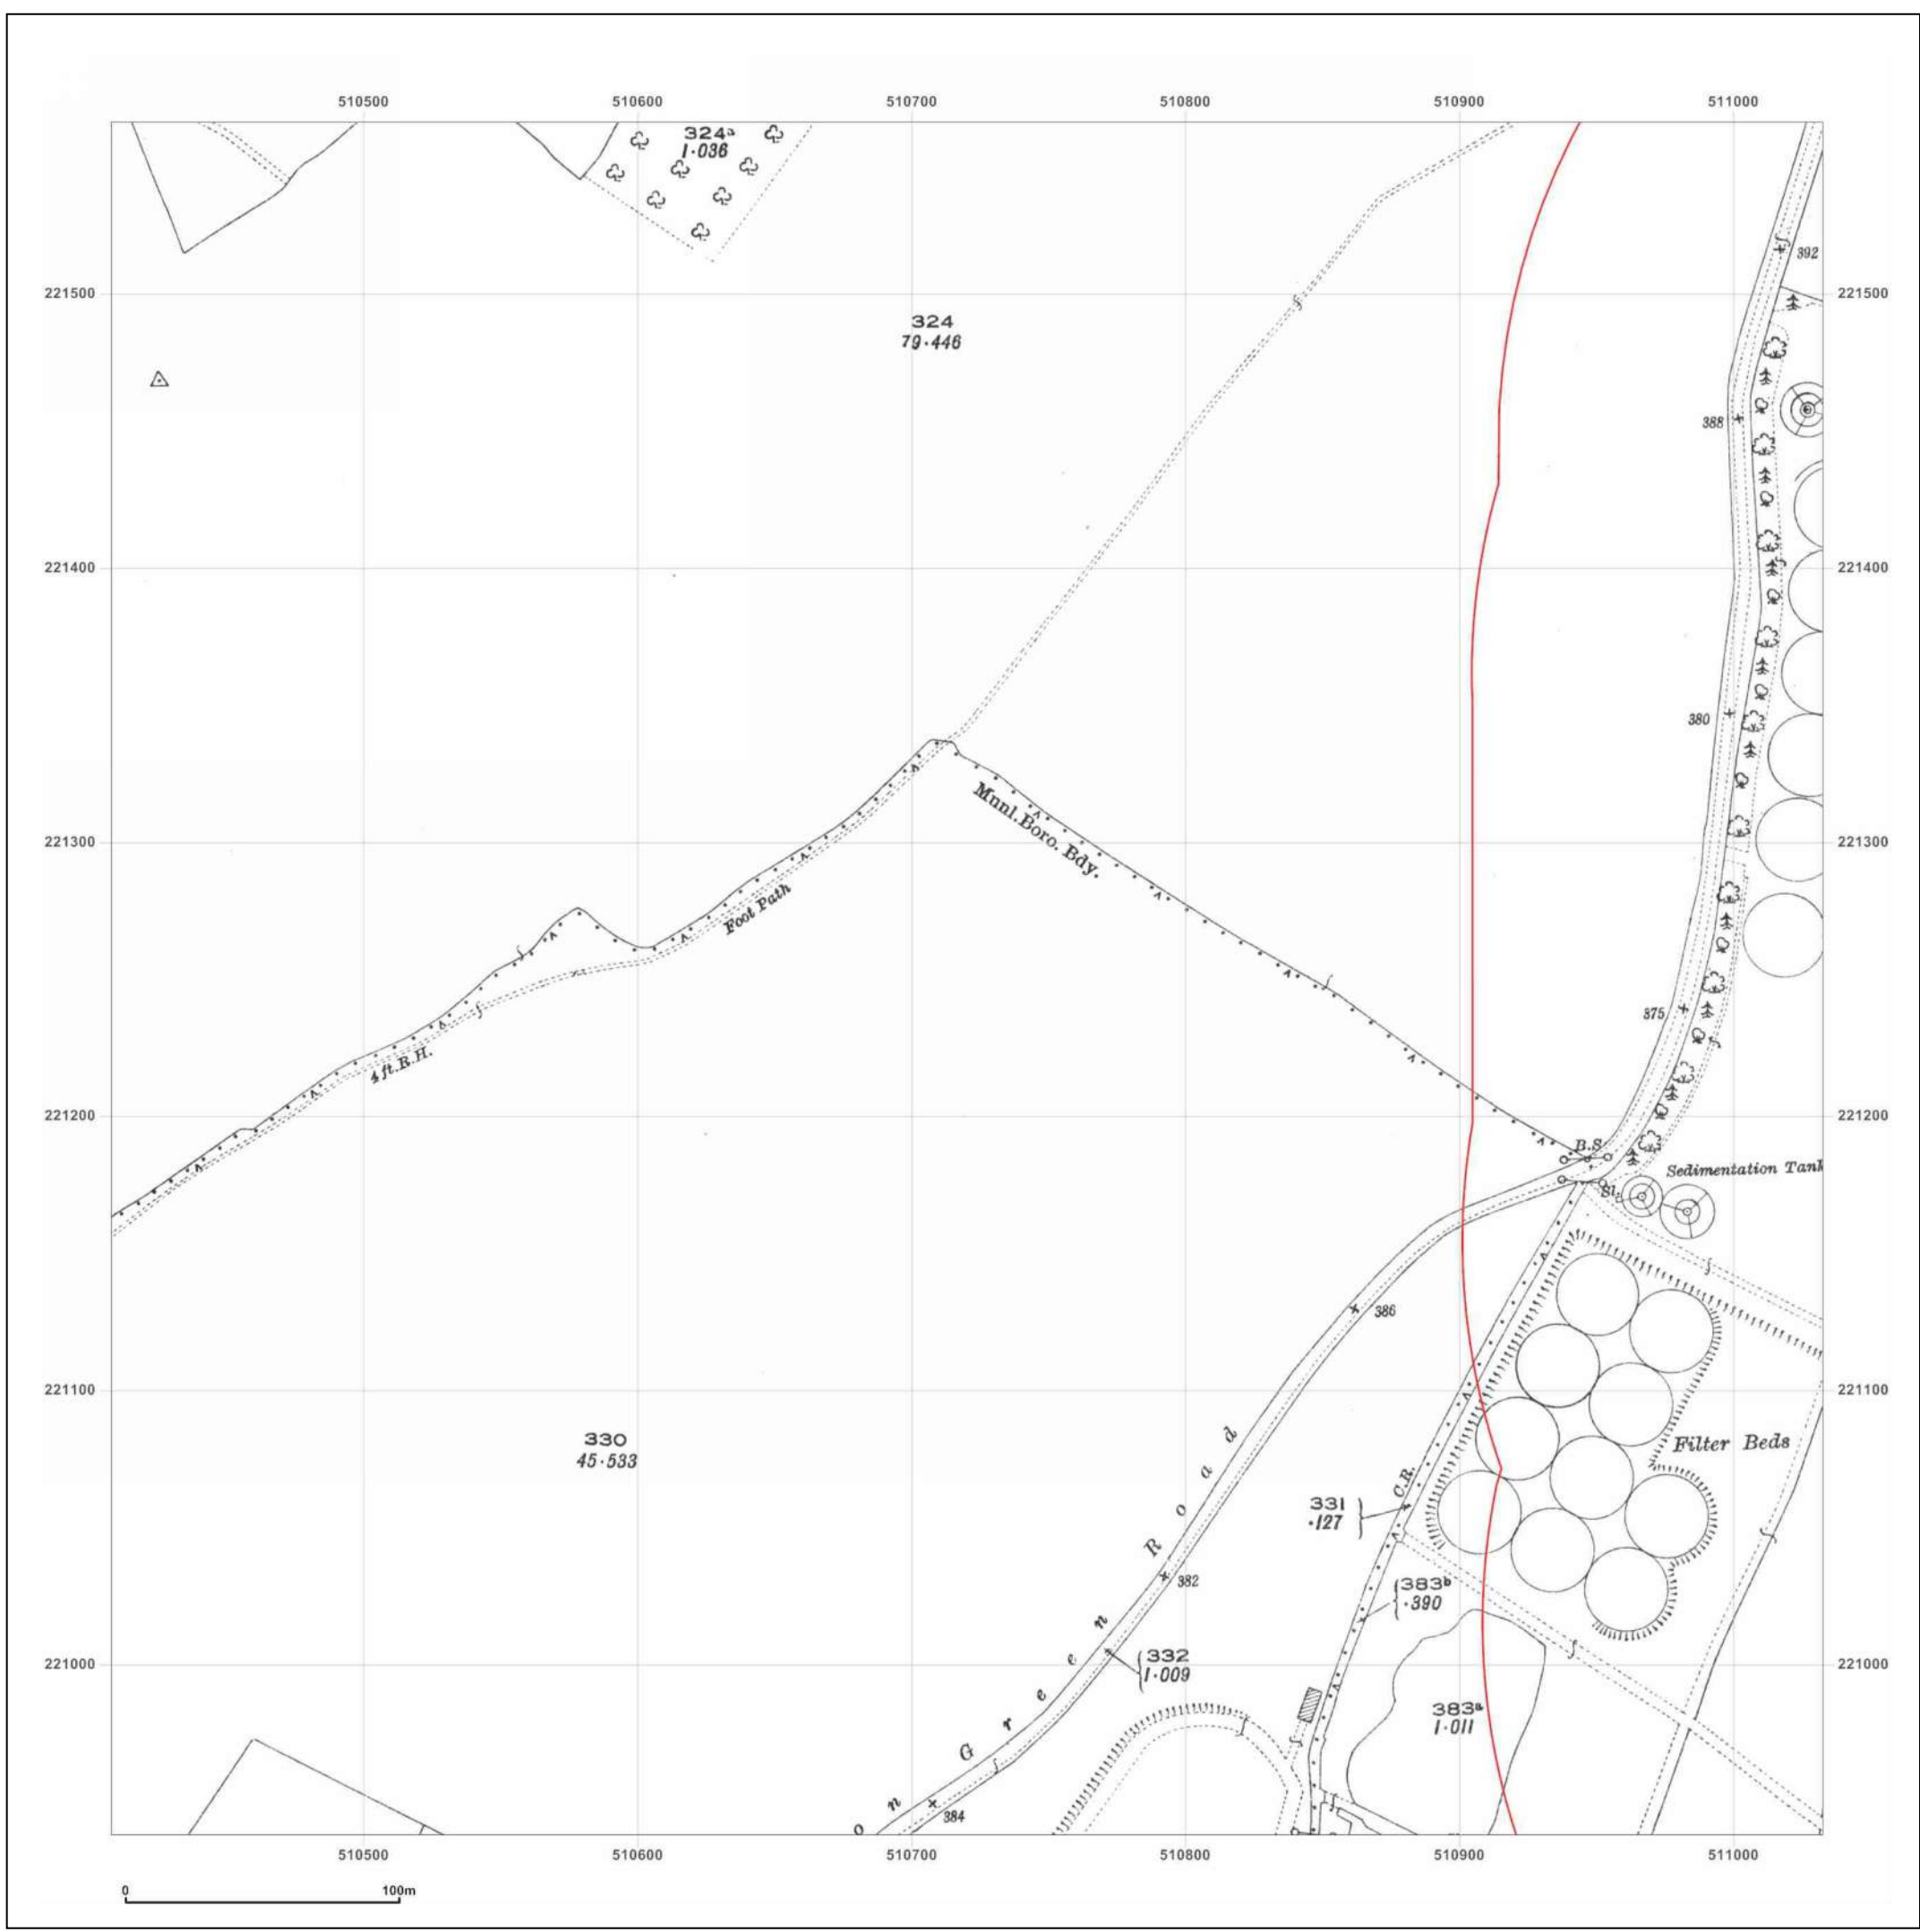 510500 510600 510700 510800 510900 511000
324a
1·036
392
221500 221500
324
79·446
388
221400 221400
380
Munl. Boro. Bdy.
221300 221300
Foot Path
375
4 ft. R.H.
221200 221200
B.S.
Sedimentation Tank
Sl.
386
221100 221100
330
45·533
Filter Beds
C.R.
331
·127
382
383b
·390
332
1·009
221000 221000
383a
1·011
on Green Road
384
510500 510600 510700 510800 510900 511000
0 100m